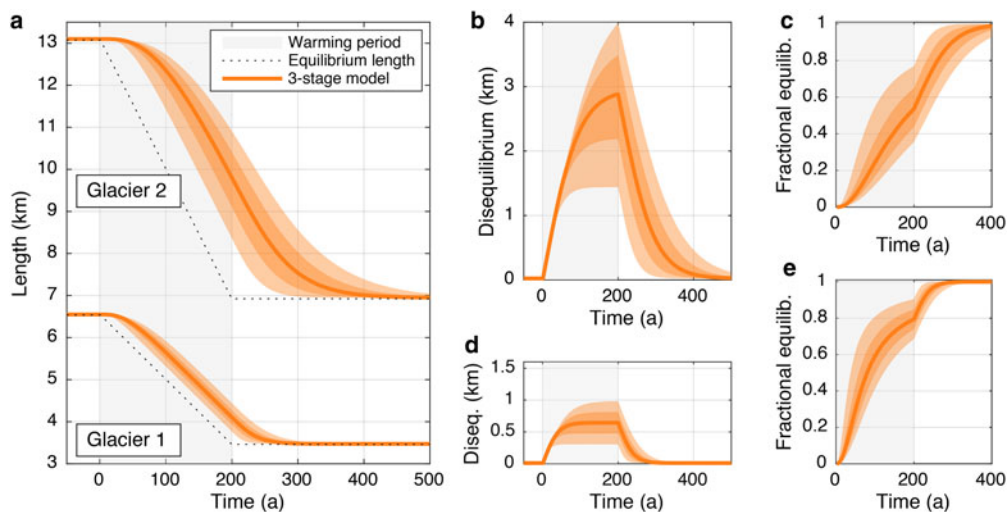 a
13
12
11
10
9
8
7
6
5
4
3
Length (km)
Warming period
Equilibrium length
3-stage model
Glacier 2
Glacier 1
0 100 200 300 400 500
Time (a)
b
4
3
2
1
0
Disequilibrium (km)
0 200 400
Time (a)
c
1
0.8
0.6
0.4
0.2
0
Fractional equilib.
0 200 400
Time (a)
d
1.5
1
0.5
0
Diseq. (km)
0 200 400
Time (a)
e
1
0.8
0.6
0.4
0.2
0
Fractional equilib.
0 200 400
Time (a)